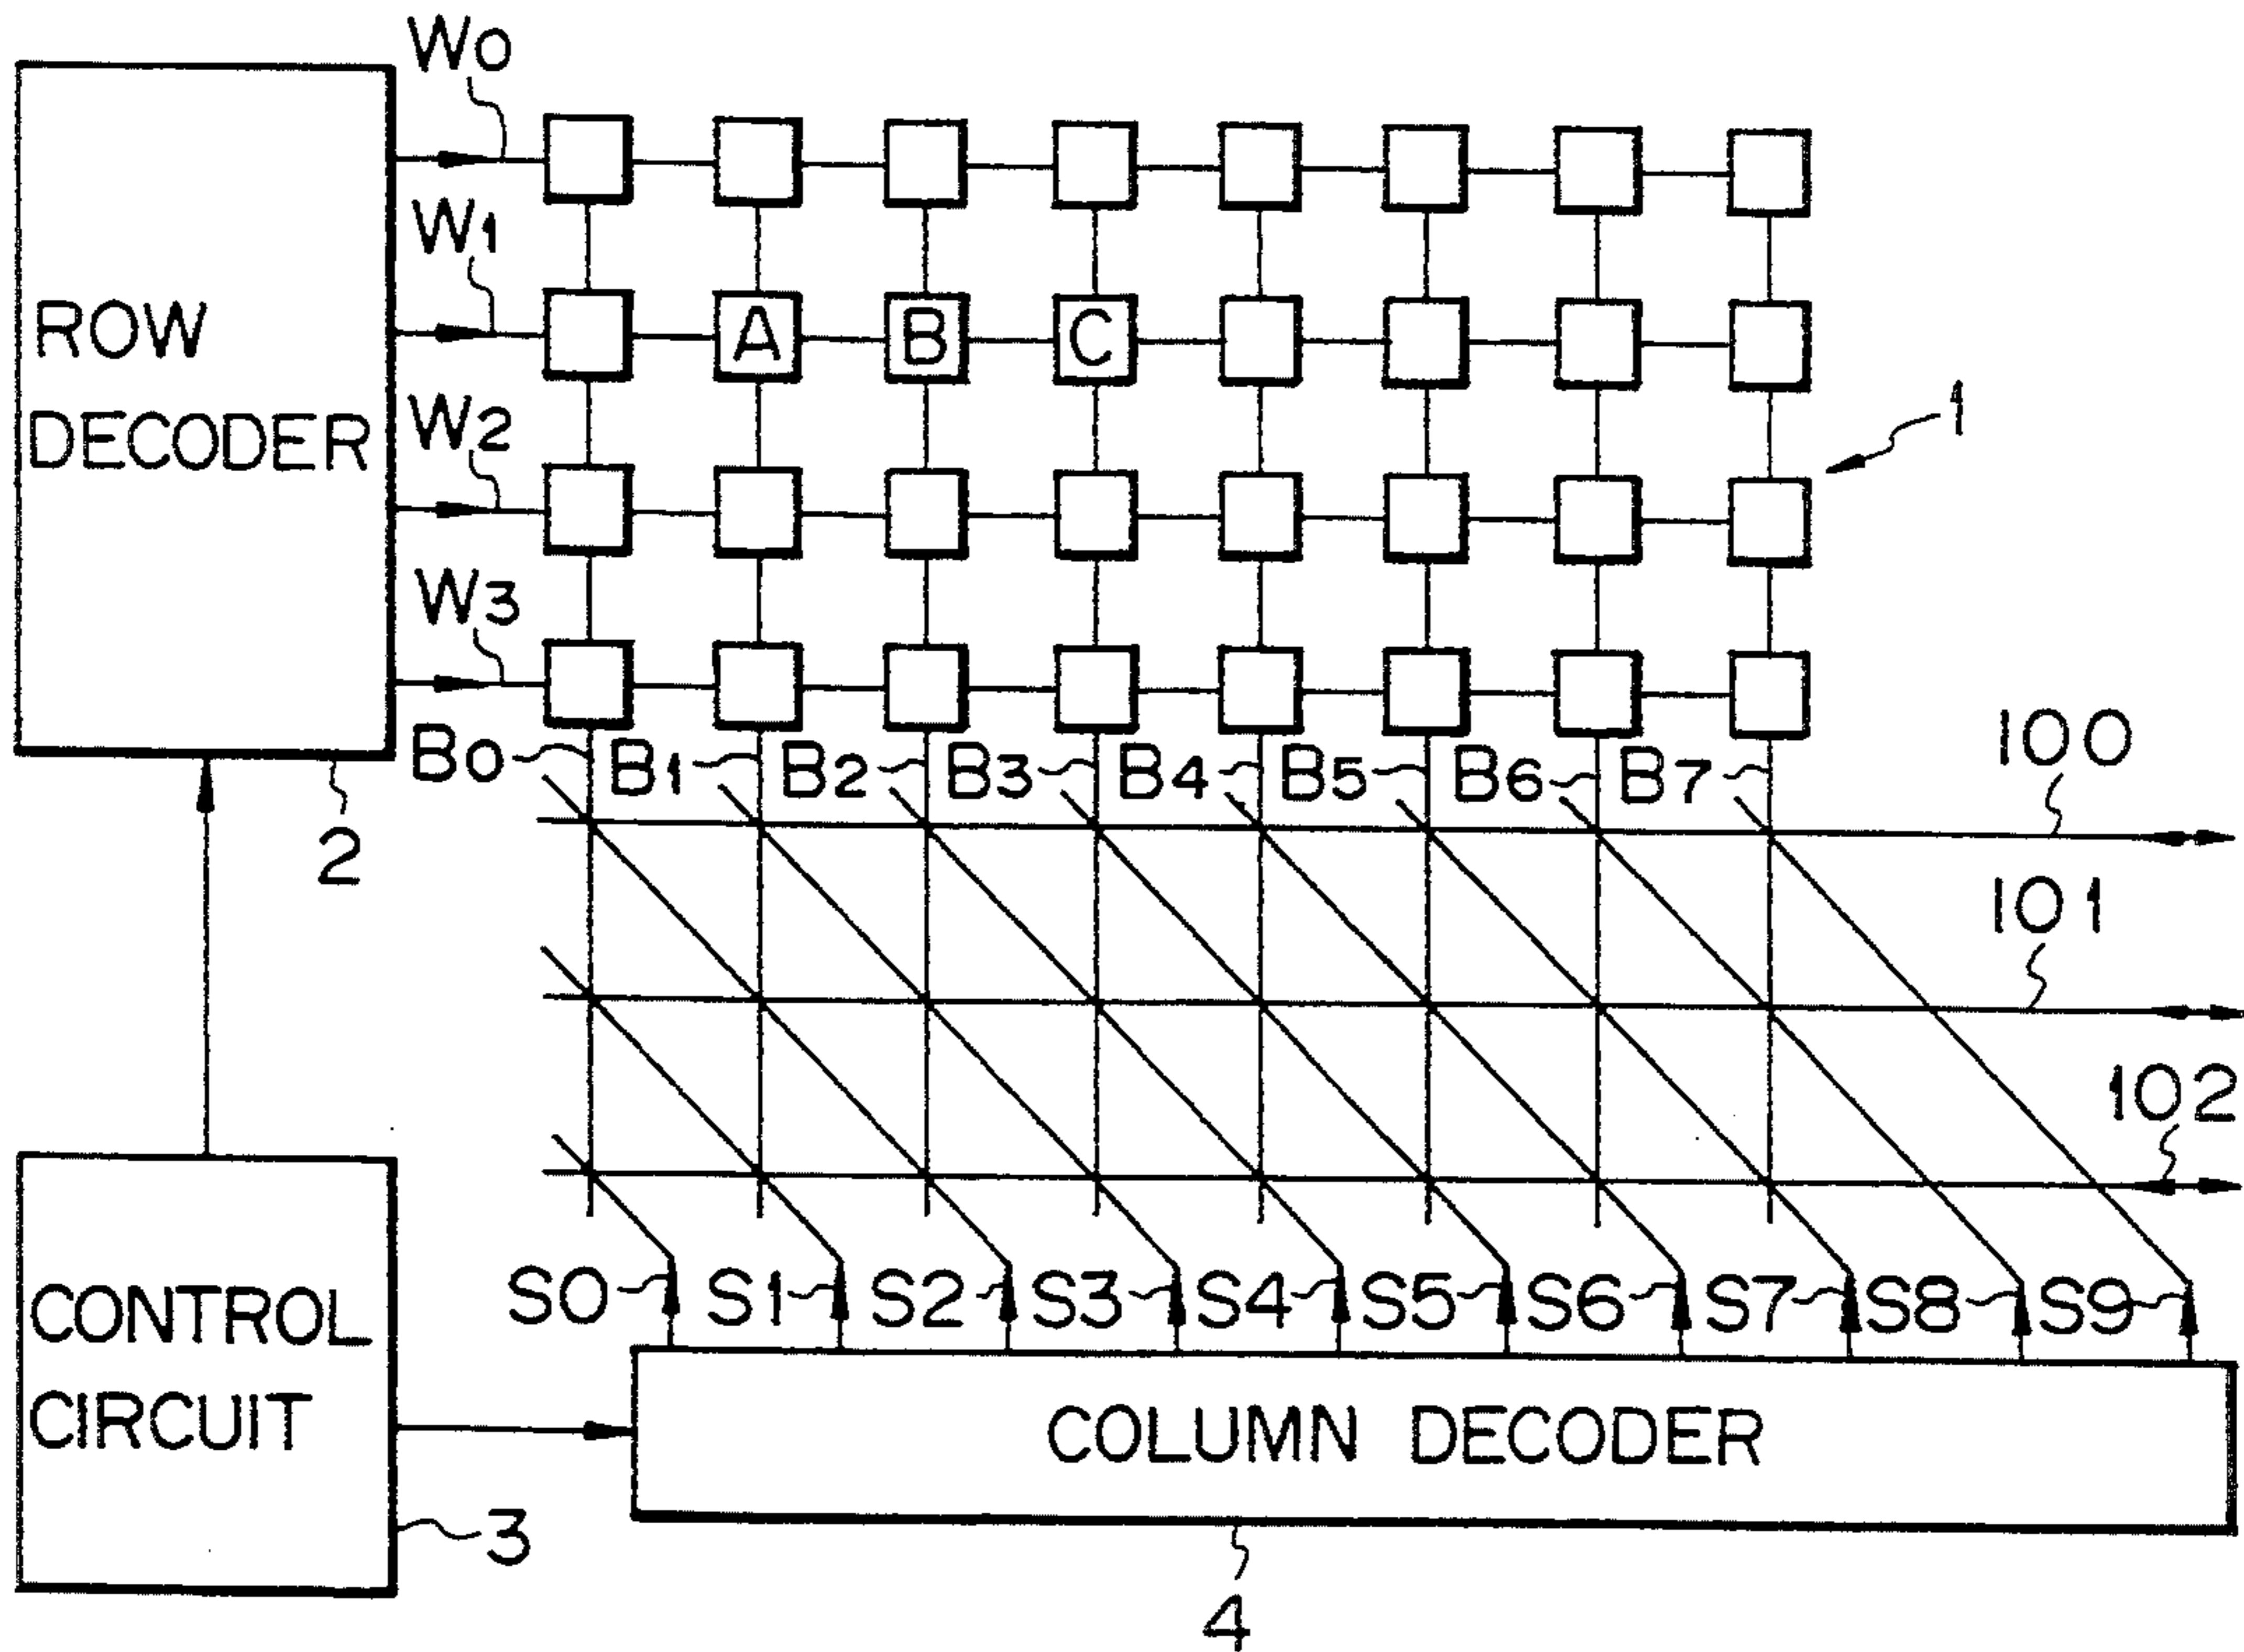 W0
W1
W2
W3
ROW
DECODER
A B C
1
2
B0 B1 B2 B3 B4 B5 B6 B7
100
101
102
S0 S1 S2 S3 S4 S5 S6 S7 S8 S9
CONTROL
CIRCUIT
3
COLUMN DECODER
4